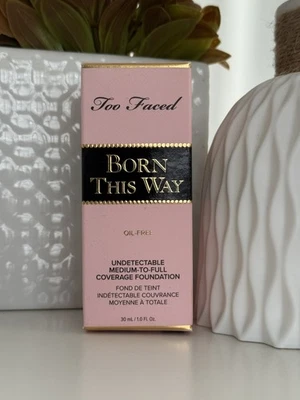 Too Faced
BORN
THIS WAY
OIL-FREE
UNDETECTABLE
MEDIUM-TO-FULL
COVERAGE FOUNDATION
FOND DE TEINT
INDÉTECTABLE COUVRANCE
MOYENNE À TOTALE
30 mL / 1.0 Fl. Oz.